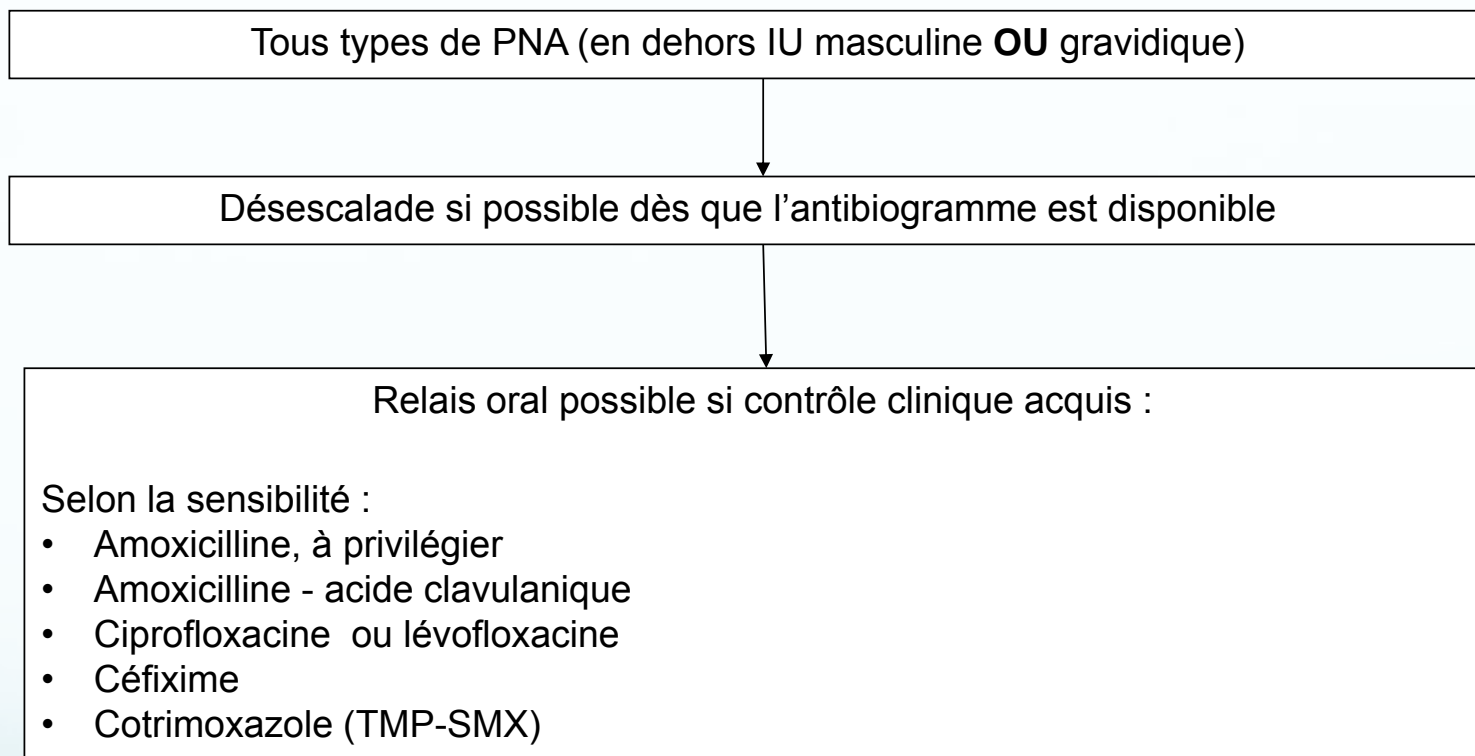 Tous types de PNA (en dehors IU masculine OU gravidique)
Désescalade si possible dès que l’antibiogramme est disponible
Relais oral possible si contrôle clinique acquis :
Selon la sensibilité :
• Amoxicilline, à privilégier
• Amoxicilline - acide clavulanique
• Ciprofloxacine ou lévofloxacine
• Céfixime
• Cotrimoxazole (TMP-SMX)